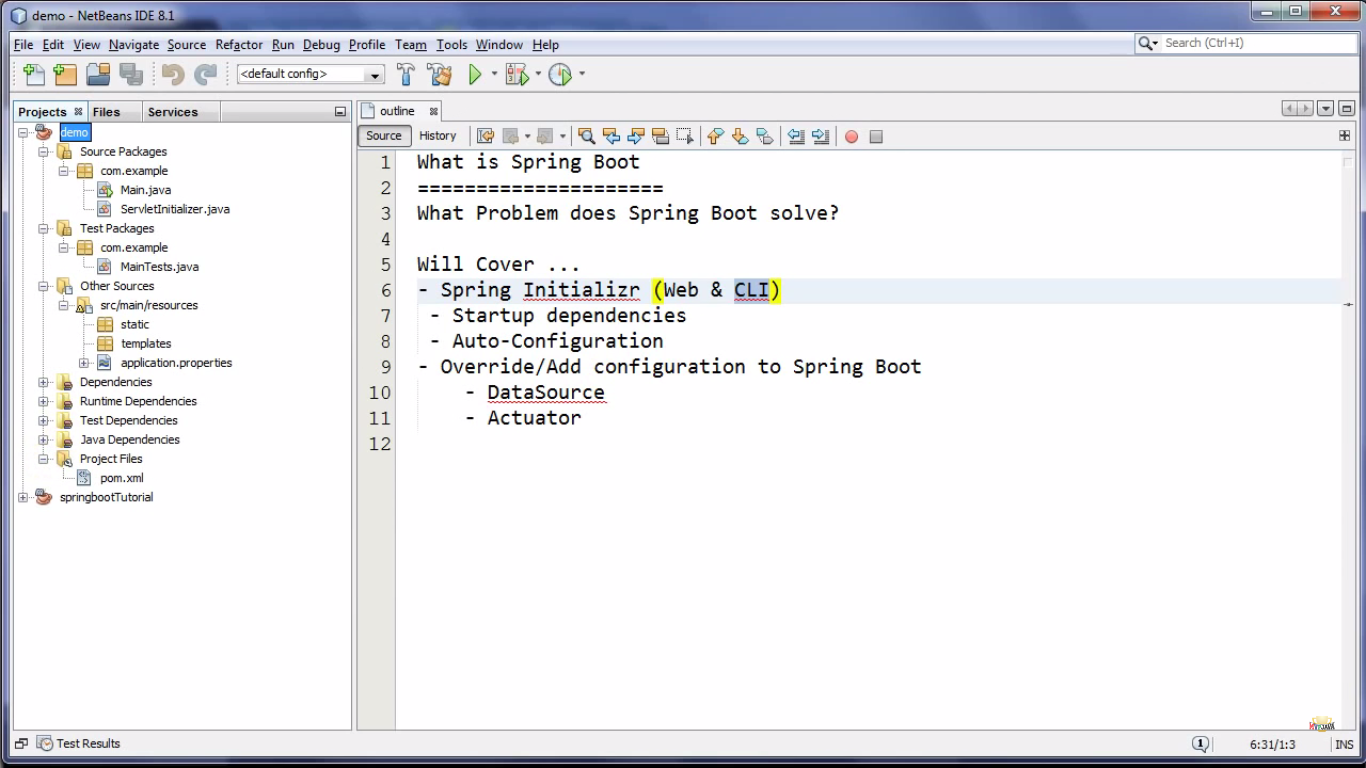 demo - NetBeans IDE 8.1
File Edit View Navigate Source Refactor Run Debug Profile Team Tools Window Help
Search (Ctrl+I)
<default config>
Projects Files Services
demo
Source Packages
com.example
Main.java
ServletInitializer.java
Test Packages
com.example
MainTests.java
Other Sources
src/main/resources
static
templates
application.properties
Dependencies
Runtime Dependencies
Test Dependencies
Java Dependencies
Project Files
pom.xml
springbootTutorial
outline
Source History
1 What is Spring Boot
2 =====================
3 What Problem does Spring Boot solve?
4
5 Will Cover ...
6 - Spring Initializr (Web & CLI)
7 - Startup dependencies
8 - Auto-Configuration
9 - Override/Add configuration to Spring Boot
10 - DataSource
11 - Actuator
12
Test Results
1
6:31/1:3
INS